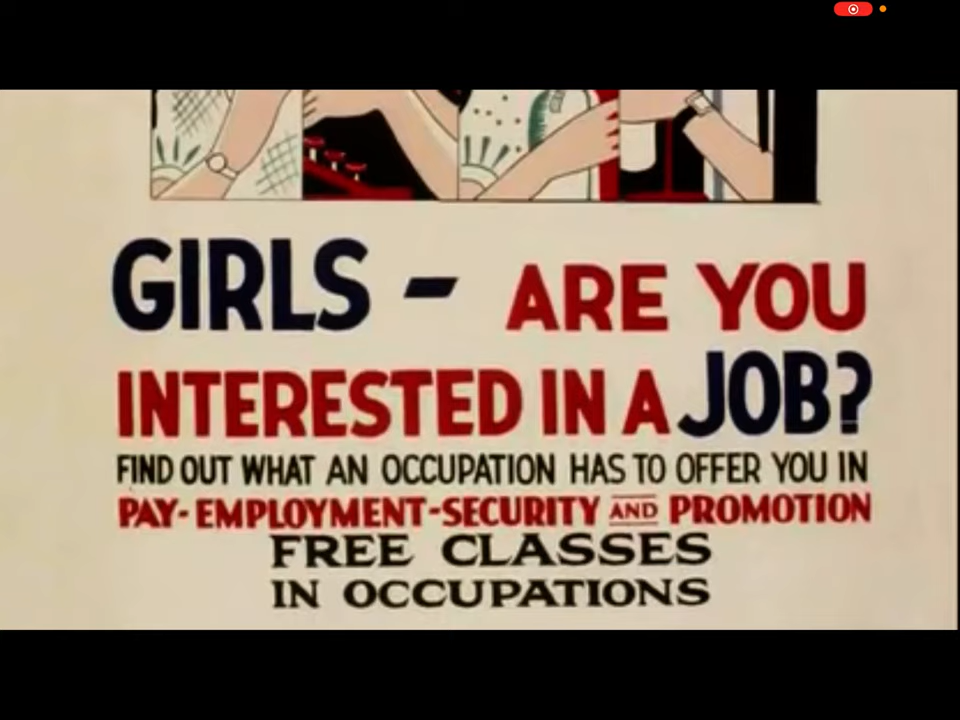 GIRLS - ARE YOU
INTERESTED IN A JOB?
FIND OUT WHAT AN OCCUPATION HAS TO OFFER YOU IN
PAY-EMPLOYMENT-SECURITY AND PROMOTION
FREE CLASSES
IN OCCUPATIONS